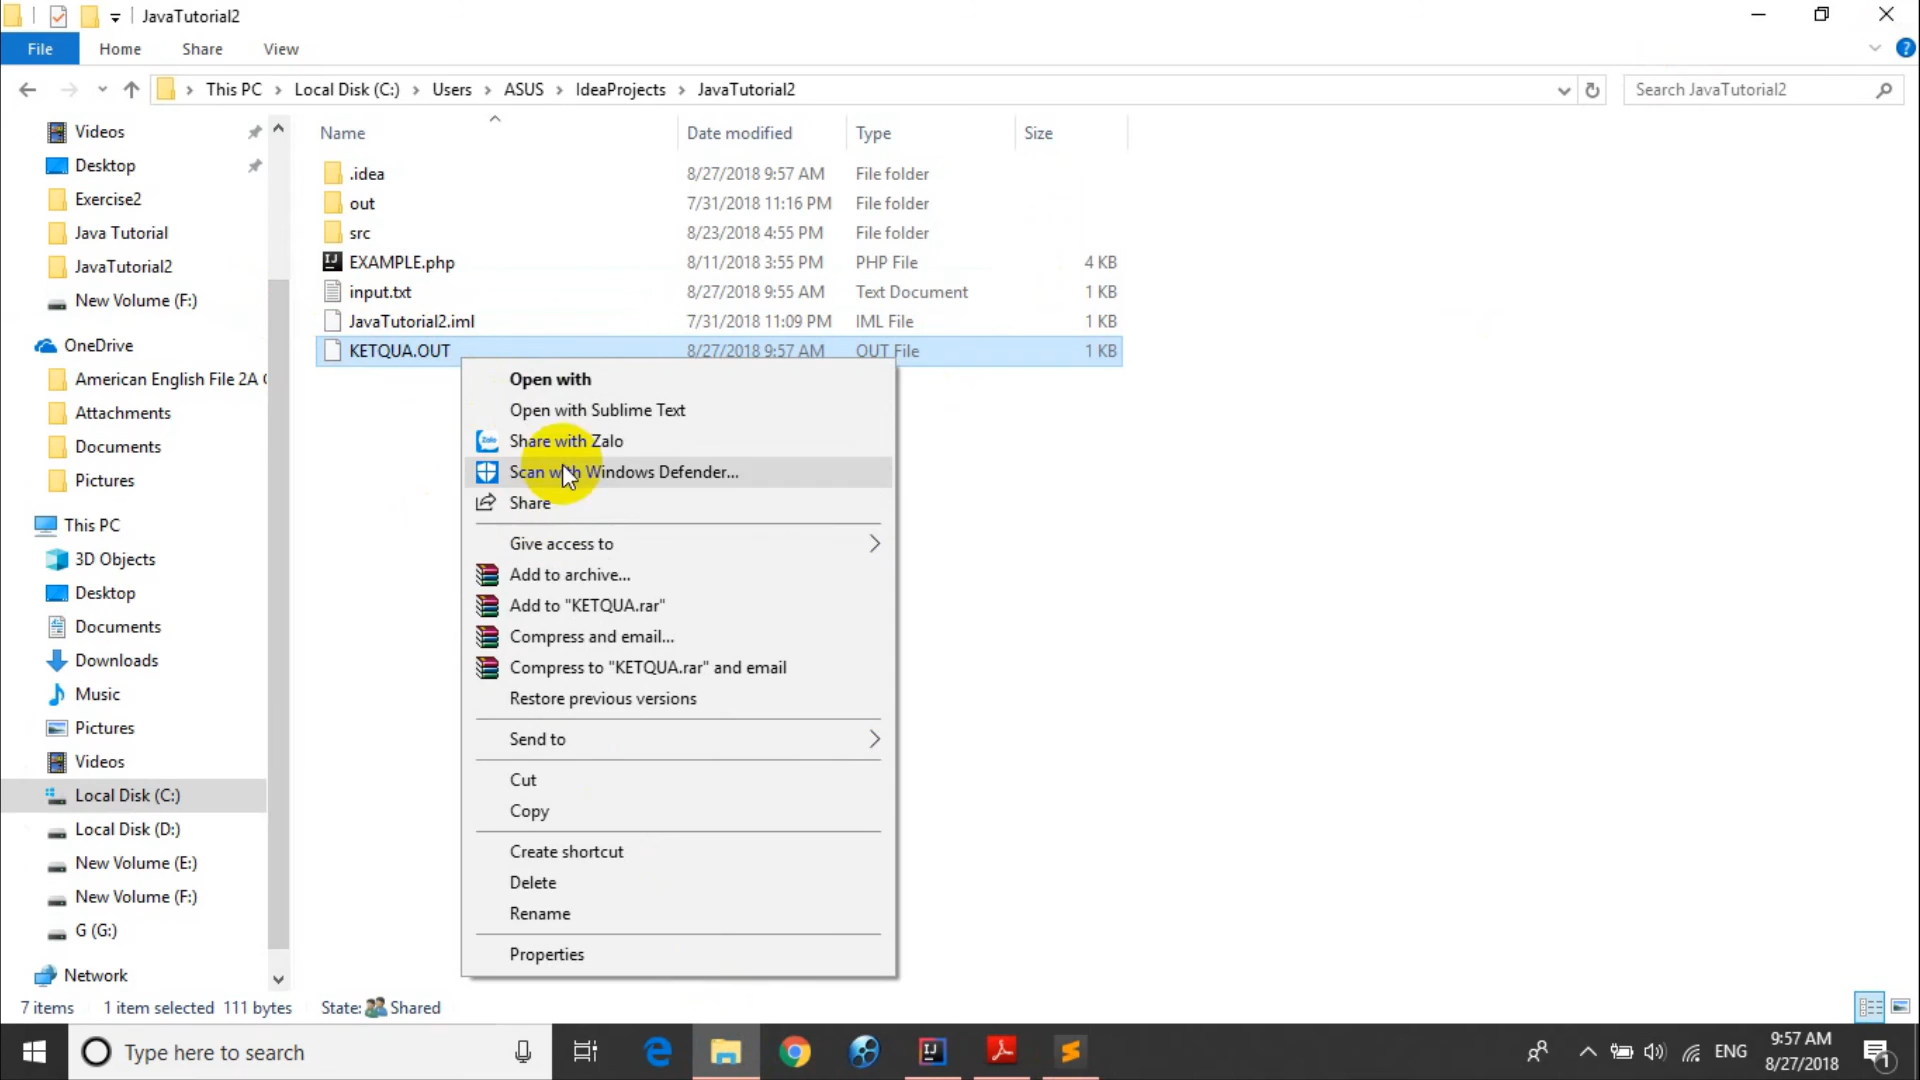 JavaTutorial2
File Home Share View
This PC Local Disk (C:) Users ASUS IdeaProjects JavaTutorial2
Search JavaTutorial2
Videos
Desktop
Exercise2
Java Tutorial
JavaTutorial2
New Volume (F:)
OneDrive
American English File 2A
Attachments
Documents
Pictures
This PC
3D Objects
Desktop
Documents
Downloads
Music
Pictures
Videos
Local Disk (C:)
Local Disk (D:)
New Volume (E:)
New Volume (F:)
G (G:)
Network
Name Date modified Type Size
.idea 8/27/2018 9:57 AM File folder
out 7/31/2018 11:16 PM File folder
src 8/23/2018 4:55 PM File folder
EXAMPLE.php 8/11/2018 3:55 PM PHP File 4 KB
input.txt 8/27/2018 9:55 AM Text Document 1 KB
JavaTutorial2.iml 7/31/2018 11:09 PM IML File 1 KB
KETQUA.OUT 8/27/2018 9:57 AM OUT File 1 KB
Open with
Open with Sublime Text
Zalo Share with Zalo
Scan with Windows Defender...
Share
Give access to
Add to archive...
Add to "KETQUA.rar"
Compress and email...
Compress to "KETQUA.rar" and email
Restore previous versions
Send to
Cut
Copy
Create shortcut
Delete
Rename
Properties
7 items 1 item selected 111 bytes State: Shared
Type here to search
ENG
9:57 AM
8/27/2018
1